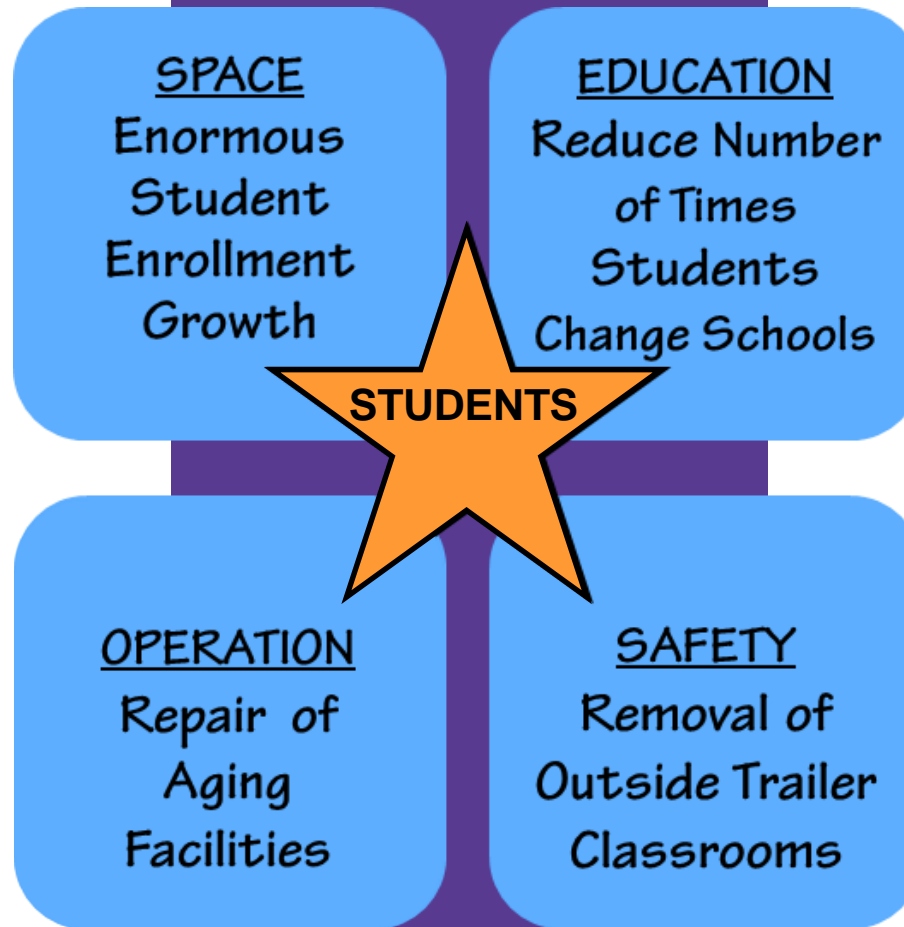 SPACE
Enormous
Student
Enrollment
Growth
EDUCATION
Reduce Number
of Times
Students
Change Schools
STUDENTS
OPERATION
Repair of
Aging
Facilities
SAFETY
Removal of
Outside Trailer
Classrooms